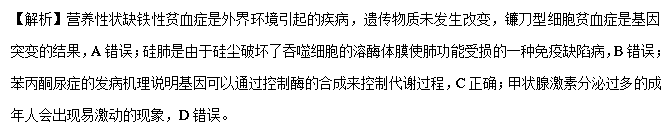 【解析】营养性状缺铁性贫血症是外界环境引起的疾病，遗传物质未发生改变，镰刀型细胞贫血症是基因
突变的结果，A 错误；硅肺是由于硅尘破坏了吞噬细胞的溶酶体膜使肺功能受损的一种免疫缺陷病，B 错误；
苯丙酮尿症的发病机理说明基因可以通过控制酶的合成来控制代谢过程，C 正确；甲状腺激素分泌过多的成
年人会出现易激动的现象，D 错误。